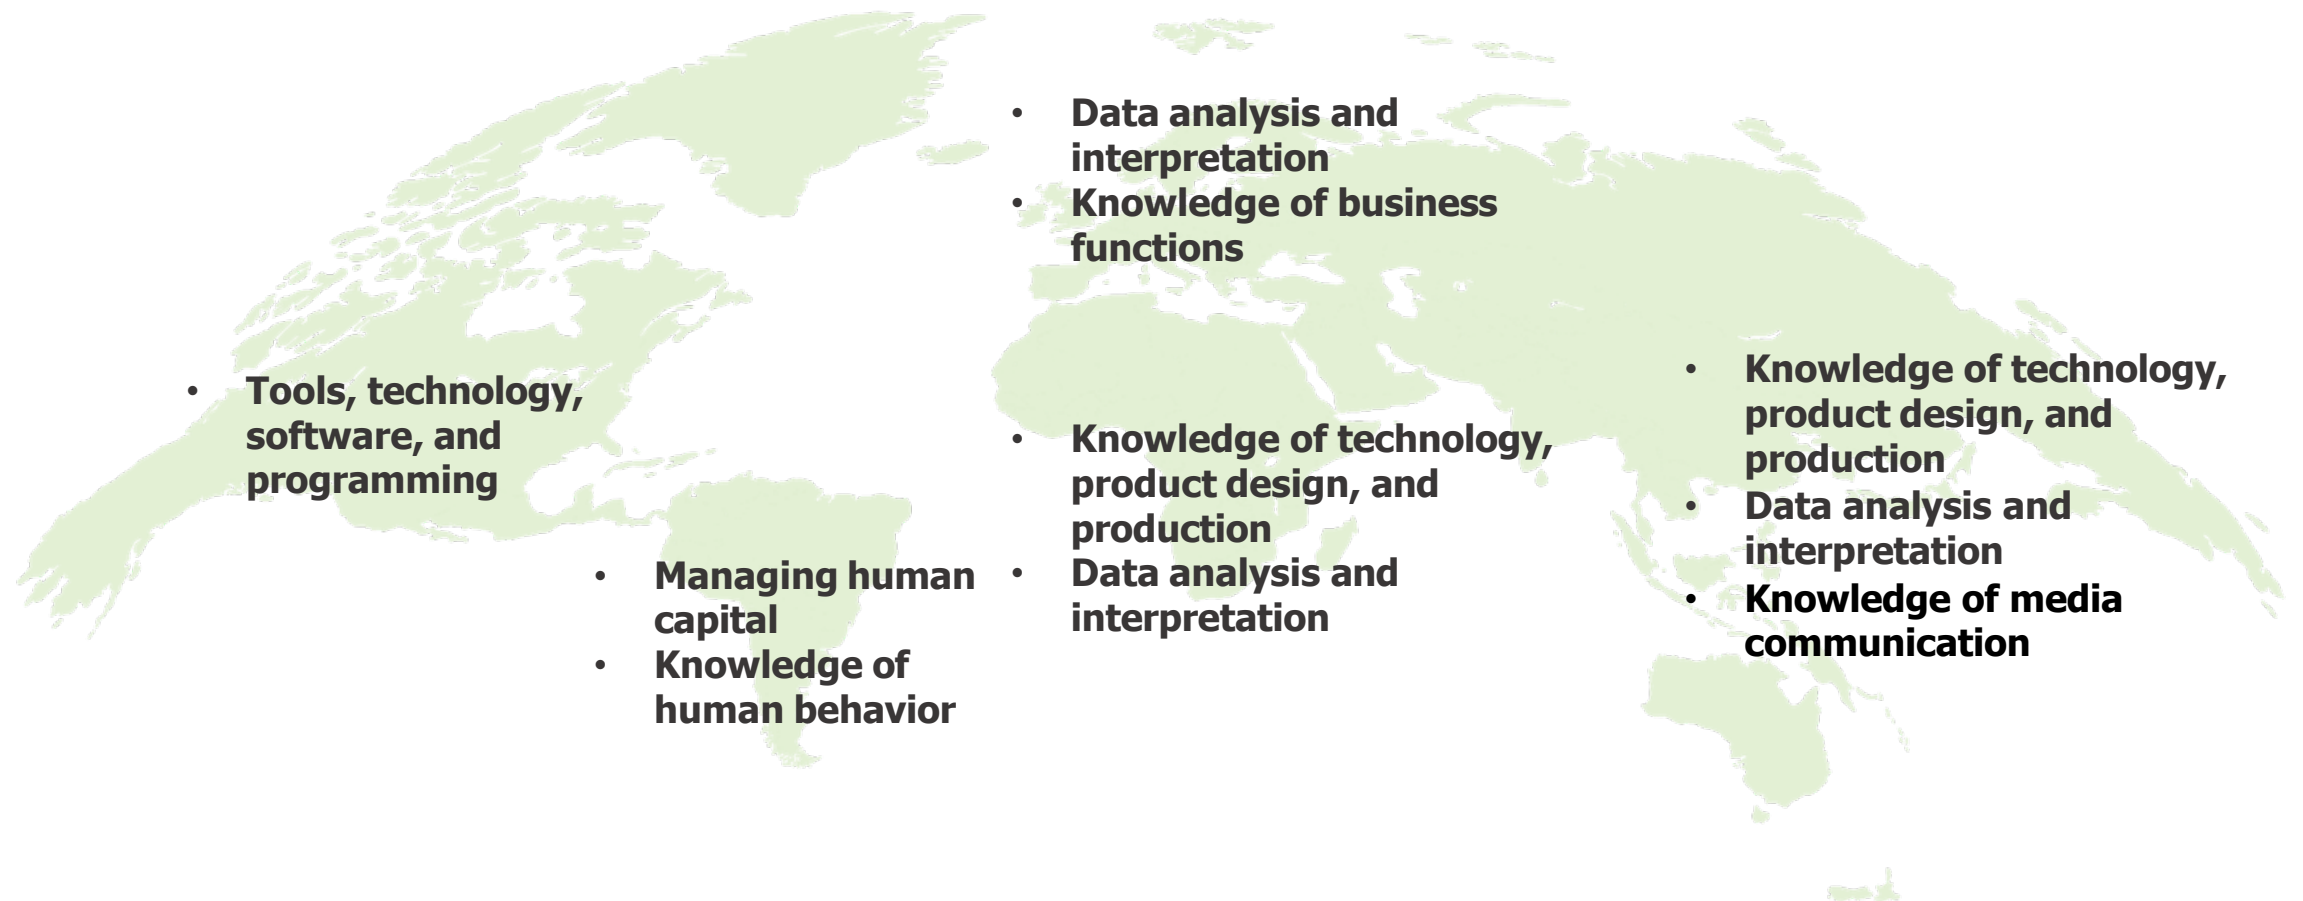 • Data analysis and
interpretation
• Knowledge of business
functions
• Tools, technology,
software, and
programming
• Managing human
capital
• Knowledge of
human behavior
• Knowledge of technology,
product design, and
production
• Data analysis and
interpretation
• Knowledge of technology,
product design, and
production
• Data analysis and
interpretation
• Knowledge of media
communication